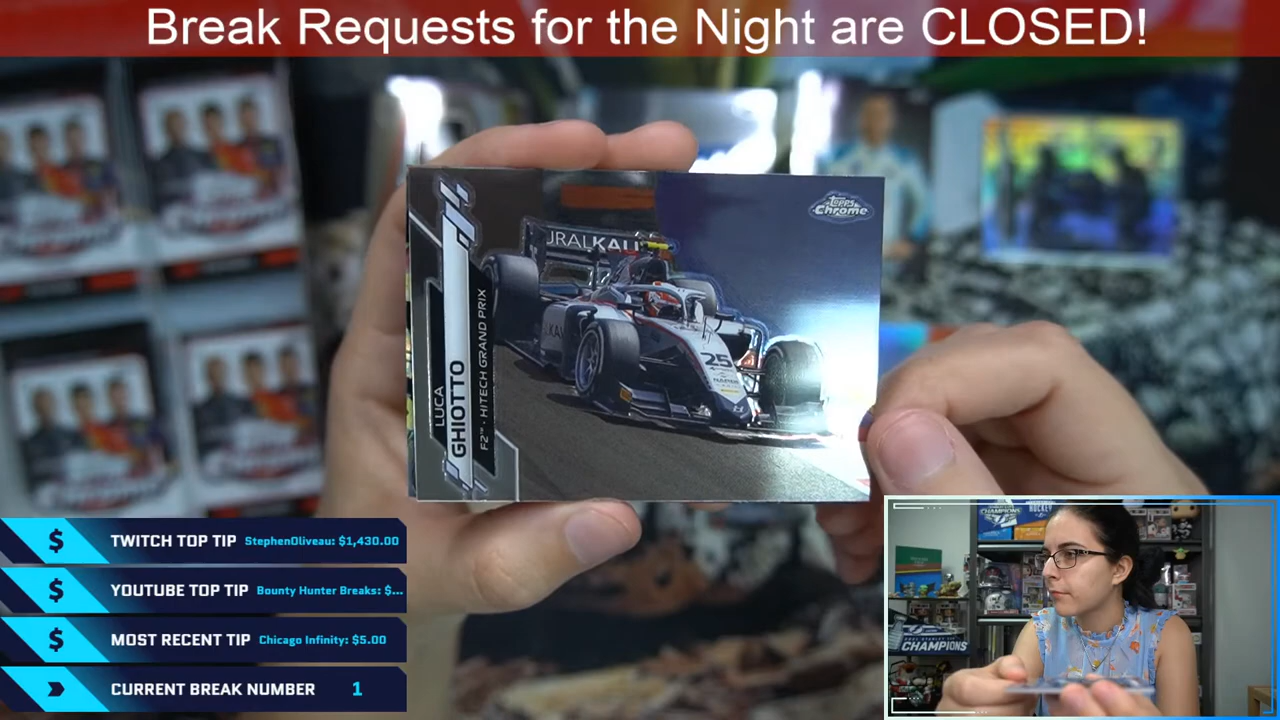 Break Requests for the Night are CLOSED!
Topps
Chrome
URALKALI
LUCA
GHIOTTO
F2™ · HITECH GRAND PRIX
25
CHAMPIONS
HOCKEY
CHAMPIONS
$ TWITCH TOP TIP StephenOliveau: $1,430.00
$ YOUTUBE TOP TIP Bounty Hunter Breaks: $...
$ MOST RECENT TIP Chicago Infinity: $5.00
CURRENT BREAK NUMBER 1